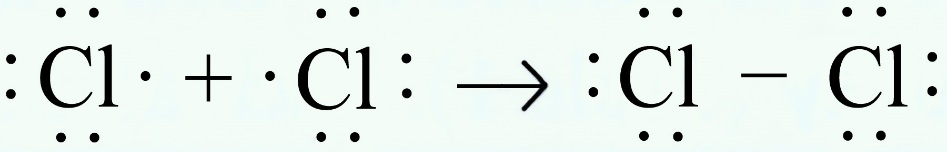 :Cl· + ·Cl: → :Cl − Cl: